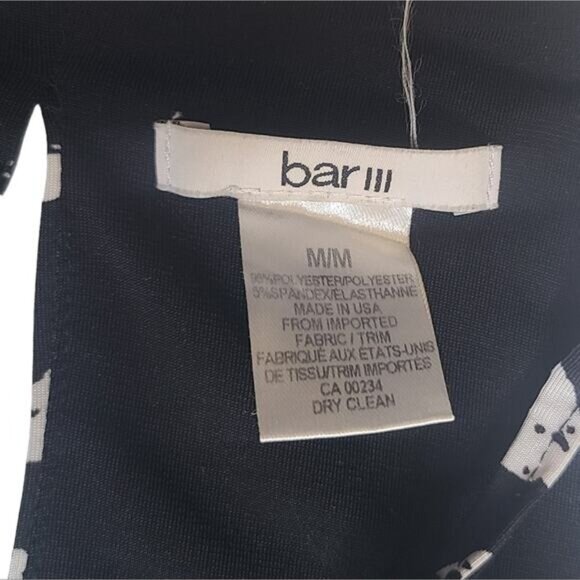 bar III
M/M
95%POLYESTER/POLYESTER
5%SPANDEX/ELASTHANNE
MADE IN USA
FROM IMPORTED
FABRIC / TRIM
FABRIQUÉ AUX ÉTATS-UNIS
DE TISSU/TRIM IMPORTÉS
CA 00234
DRY CLEAN